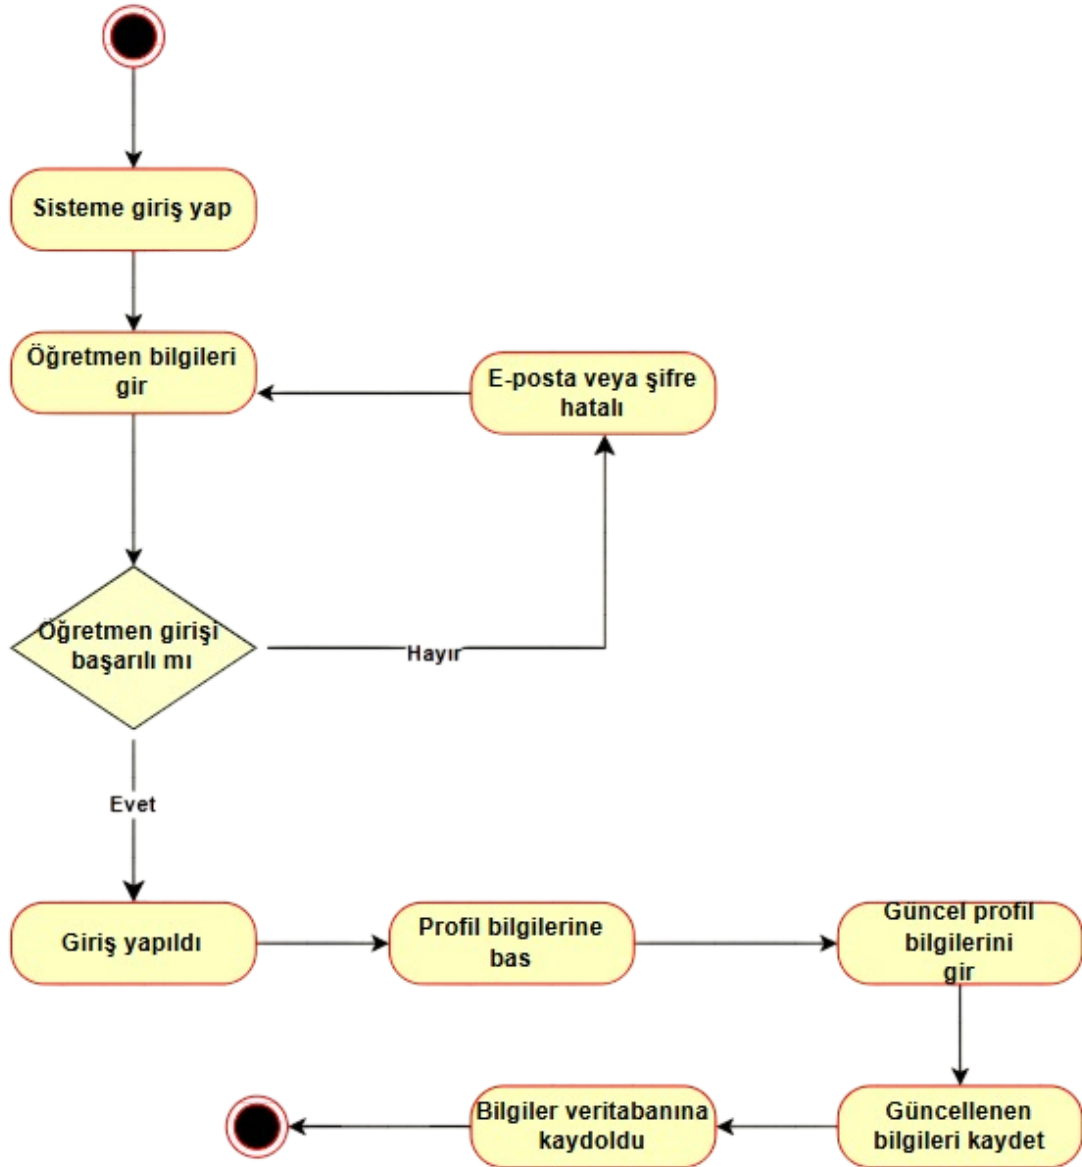 Sisteme giriş yap
Öğretmen bilgileri
gir
E-posta veya şifre
hatalı
Öğretmen girişi
başarılı mı
Hayır
Evet
Giriş yapıldı
Profil bilgilerine
bas
Güncel profil
bilgilerini
gir
Güncellenen
bilgileri kaydet
Bilgiler veritabanına
kaydoldu